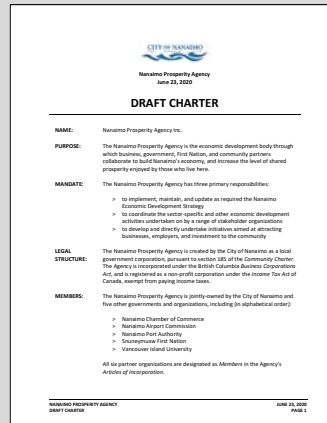 CITY OF NANAIMO
Nanaimo Prosperity Agency
June 23, 2020
DRAFT CHARTER
NAME: Nanaimo Prosperity Agency Inc.
PURPOSE: The Nanaimo Prosperity Agency is the economic development body through
which business, government, First Nation, and community partners
collaborate to build Nanaimo's economy, and increase the level of shared
prosperity enjoyed by those who live here.
MANDATE: The Nanaimo Prosperity Agency has three primary responsibilities:
> to implement, maintain, and update as required the Nanaimo
Economic Development Strategy
> to coordinate the sector-specific and other economic development
activities undertaken on by a range of stakeholder organizations
> to develop and directly undertake initiatives aimed at attracting
businesses, employers, and investment to the community
LEGAL The Nanaimo Prosperity Agency is created by the City of Nanaimo as a local
STRUCTURE: government corporation, pursuant to section 185 of the Community Charter.
The Agency is incorporated under the British Columbia Business Corporations
Act, and is registered as a non-profit corporation under the Income Tax Act of
Canada, exempt from paying income taxes.
MEMBERS: The Nanaimo Prosperity Agency is jointly-owned by the City of Nanaimo and
five other governments and organizations, including (in alphabetical order):
> Nanaimo Chamber of Commerce
> Nanaimo Airport Commission
> Nanaimo Port Authority
> Snuneymuxw First Nation
> Vancouver Island University
All six partner organizations are designated as Members in the Agency's
Articles of Incorporation.
NANAIMO PROSPERITY AGENCY JUNE 23, 2020
DRAFT CHARTER PAGE 1